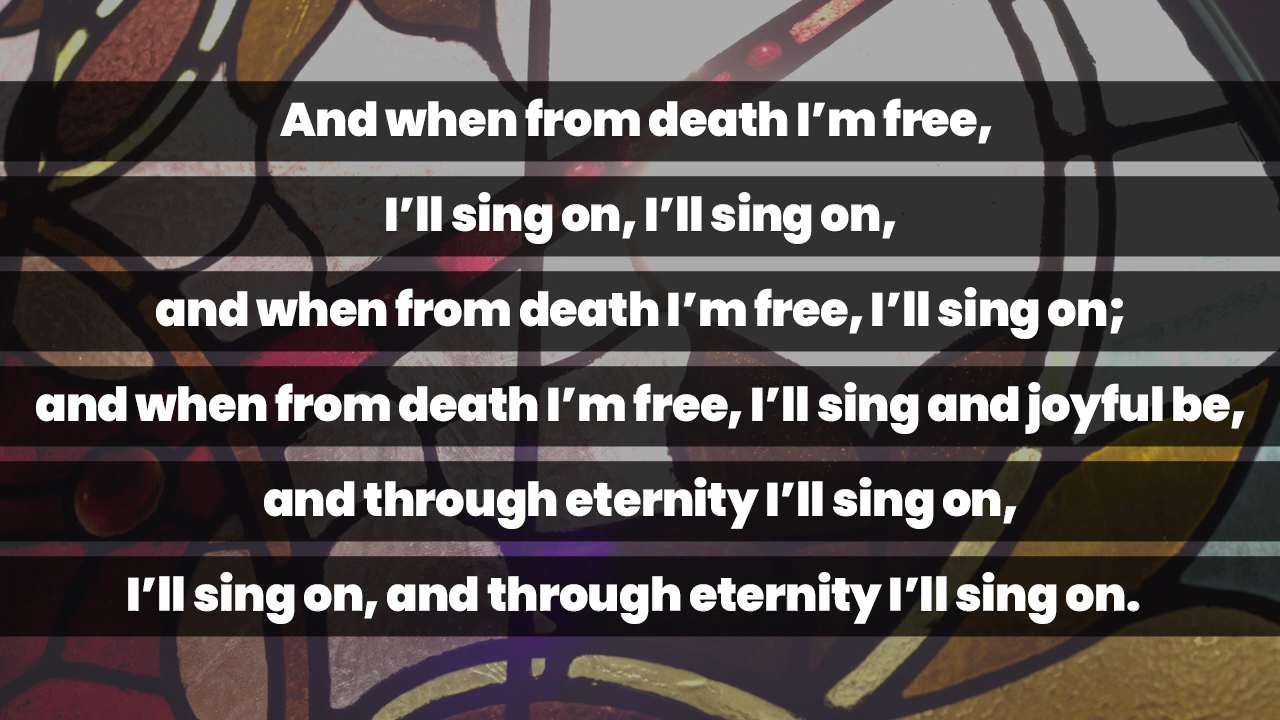 And when from death I’m free,
I’ll sing on, I’ll sing on,
and when from death I’m free, I’ll sing on;
and when from death I’m free, I’ll sing and joyful be,
and through eternity I’ll sing on,
I’ll sing on, and through eternity I’ll sing on.